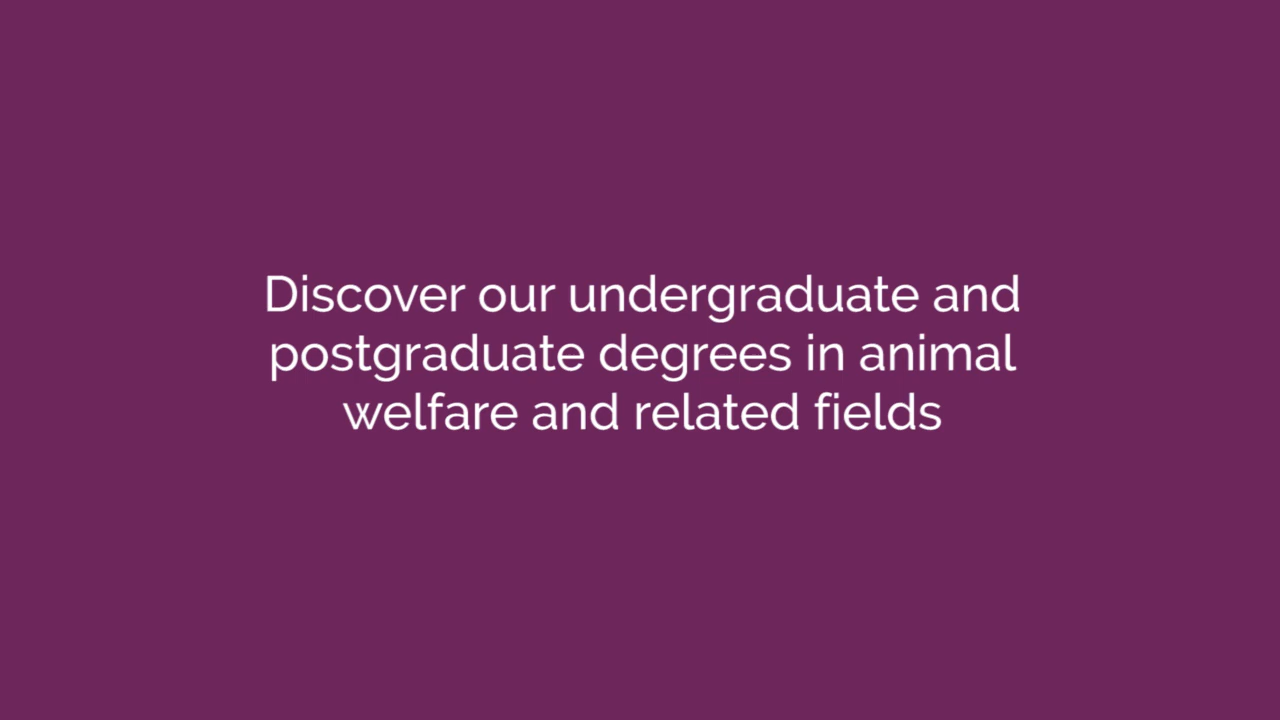 Discover our undergraduate and
postgraduate degrees in animal
welfare and related fields